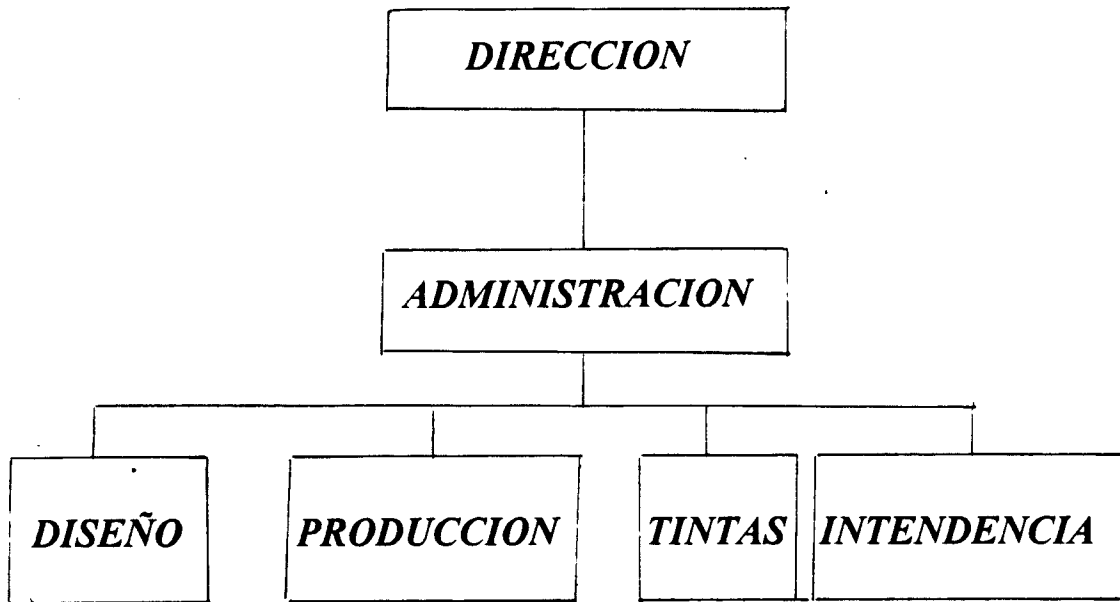 DIRECCION
ADMINISTRACION
DISEÑO
PRODUCCION
TINTAS
INTENDENCIA